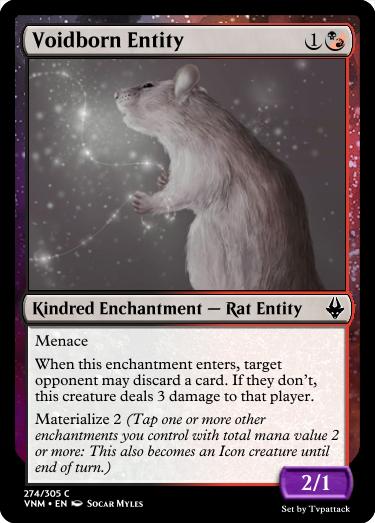 Voidborn Entity 1
Kindred Enchantment — Rat Entity
Menace
When this enchantment enters, target
opponent may discard a card. If they don't,
this creature deals 3 damage to that player.
Materialize 2 (Tap one or more other
enchantments you control with total mana value 2
or more: This also becomes an Icon creature until
end of turn.)
2/1
274/305 C
VNM • EN Socar Myles
Set by Tvpattack